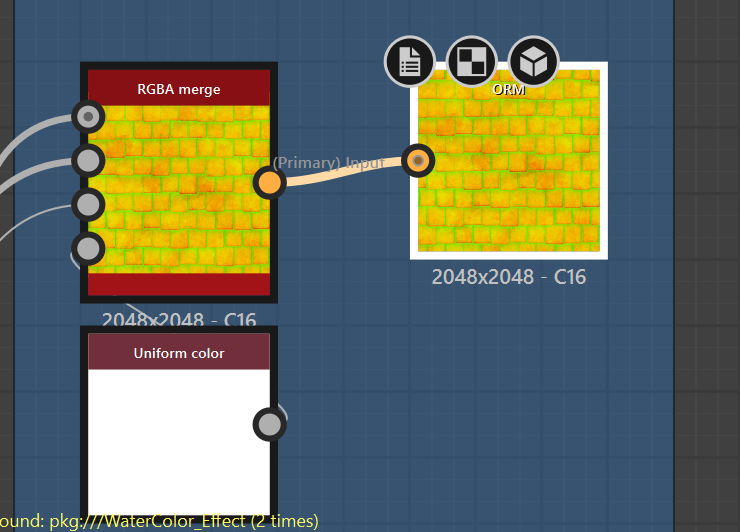 RGBA merge
ORM
(Primary) Input
2048x2048 - C16
2048x2048 - C16
Uniform color
ound: pkg:///WaterColor_Effect (2 times)